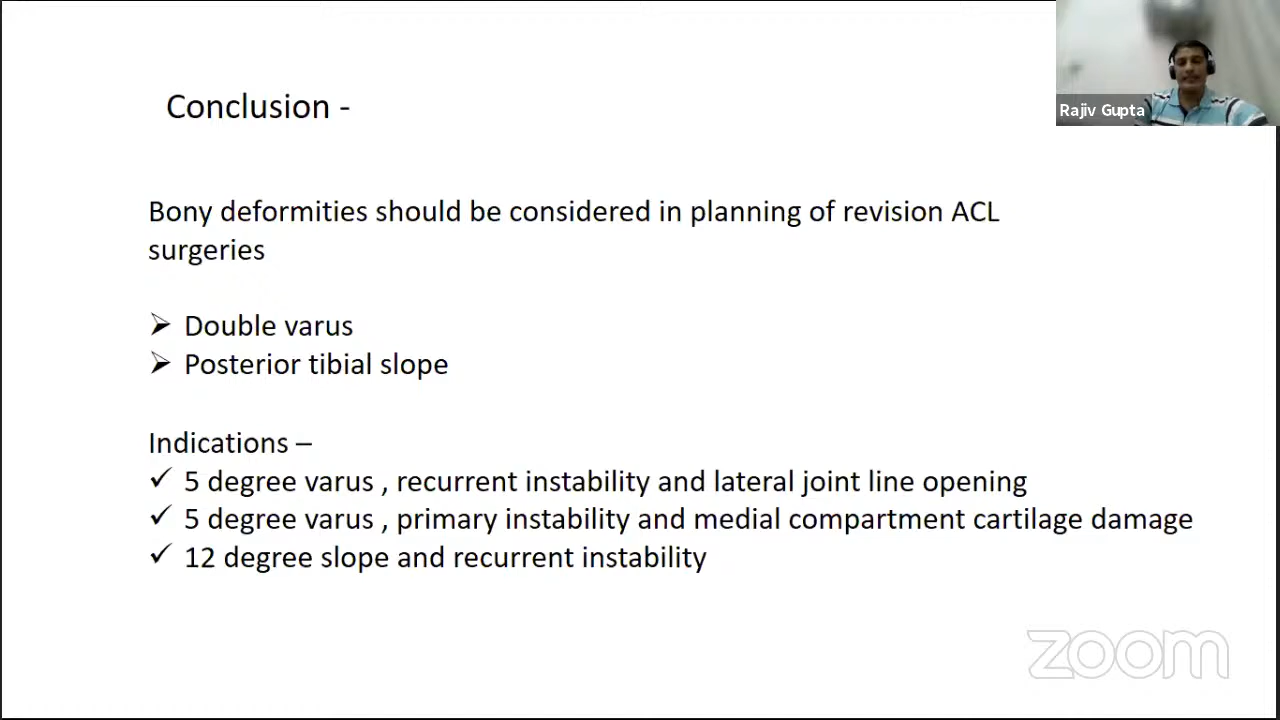 Conclusion -
Rajiv Gupta
Bony deformities should be considered in planning of revision ACL
surgeries
➢ Double varus
➢ Posterior tibial slope
Indications –
✓ 5 degree varus , recurrent instability and lateral joint line opening
✓ 5 degree varus , primary instability and medial compartment cartilage damage
✓ 12 degree slope and recurrent instability
zoom